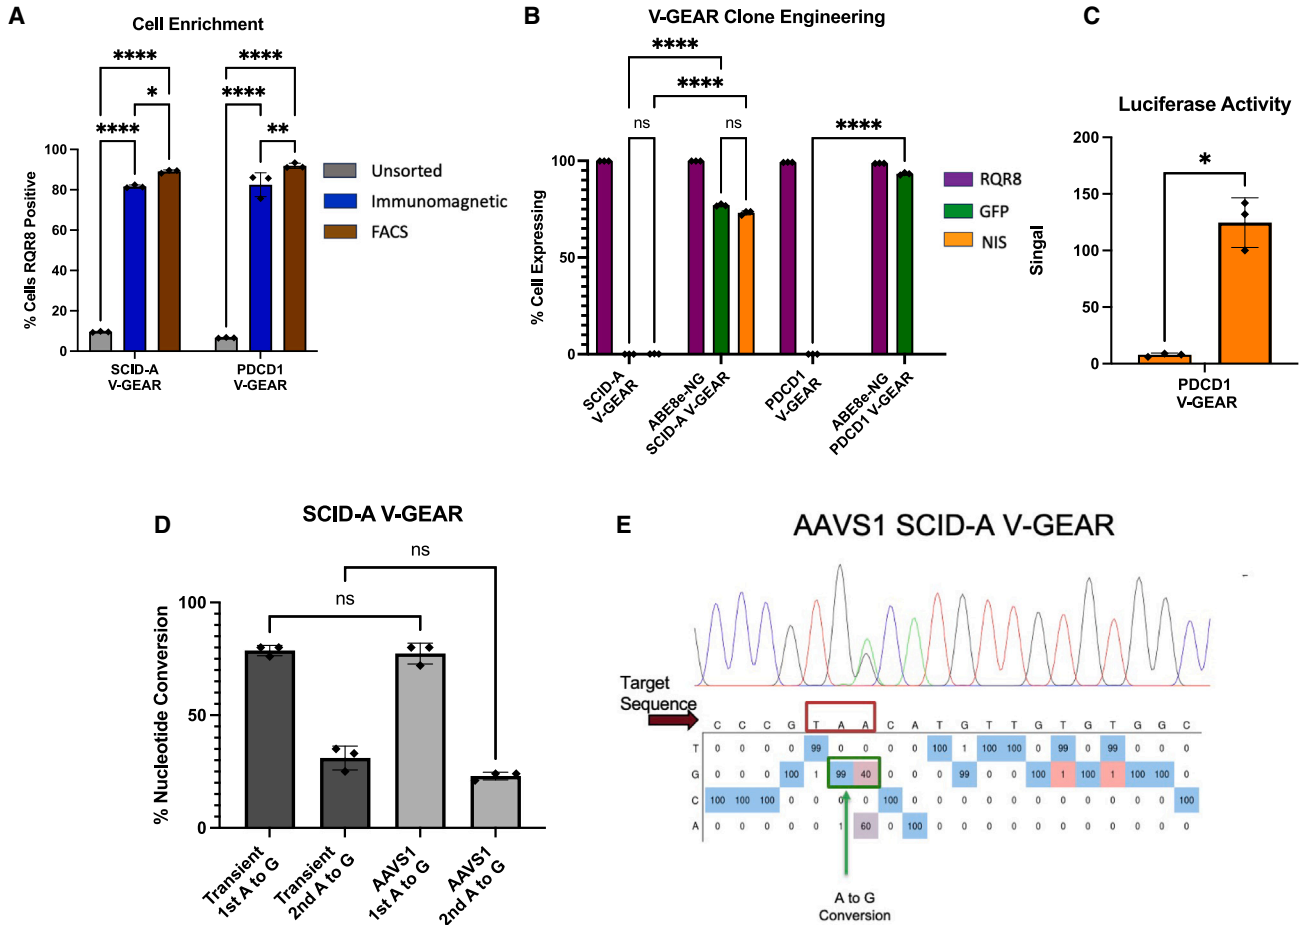 A
Cell Enrichment
****
****
****
*
****
**
% Cells RQR8 Positive
100
80
60
40
20
0
SCID-A
V-GEAR
PDCD1
V-GEAR
Unsorted
Immunomagnetic
FACS
B
V-GEAR Clone Engineering
****
****
ns
ns
****
% Cell Expressing
100
50
0
SCID-A
V-GEAR
ABE8e-NG
SCID-A V-GEAR
PDCD1
V-GEAR
ABE8e-NG
PDCD1 V-GEAR
RQR8
GFP
NIS
C
Luciferase Activity
*
Singal
200
150
100
50
0
PDCD1
V-GEAR
D
SCID-A V-GEAR
ns
ns
% Nucleotide Conversion
100
50
0
Transient
1st A to G
Transient
2nd A to G
AAVS1
1st A to G
AAVS1
2nd A to G
E
AAVS1 SCID-A V-GEAR
Target
Sequence
C C C G T A A C A T G T T G T G T G G C
T 0 0 0 0 99 0 0 0 0 100 1 100 100 0 99 0 99 0 0 0
G 0 0 0 100 1 99 40 0 0 0 99 0 0 100 1 100 1 100 100 0
C 100 100 100 0 0 0 0 100 0 0 0 0 0 0 0 0 0 0 0 100
A 0 0 0 0 0 1 60 0 100 0 0 0 0 0 0 0 0 0 0 0
A to G
Conversion